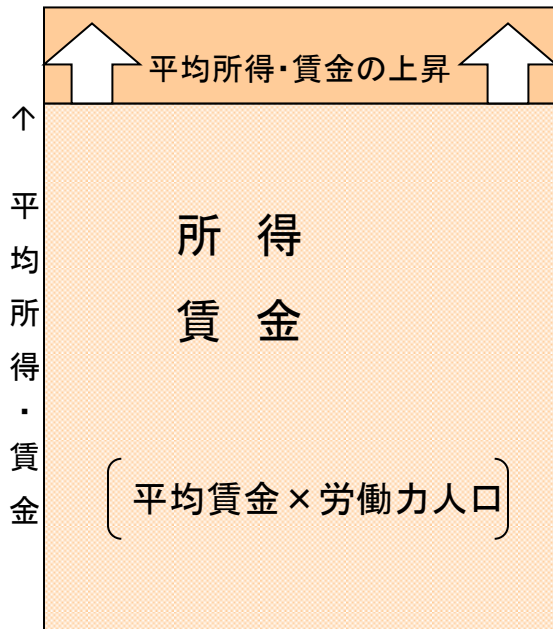 平均所得・賃金の上昇
↑ 平均所得・賃金
所 得
賃 金
平均賃金×労働力人口